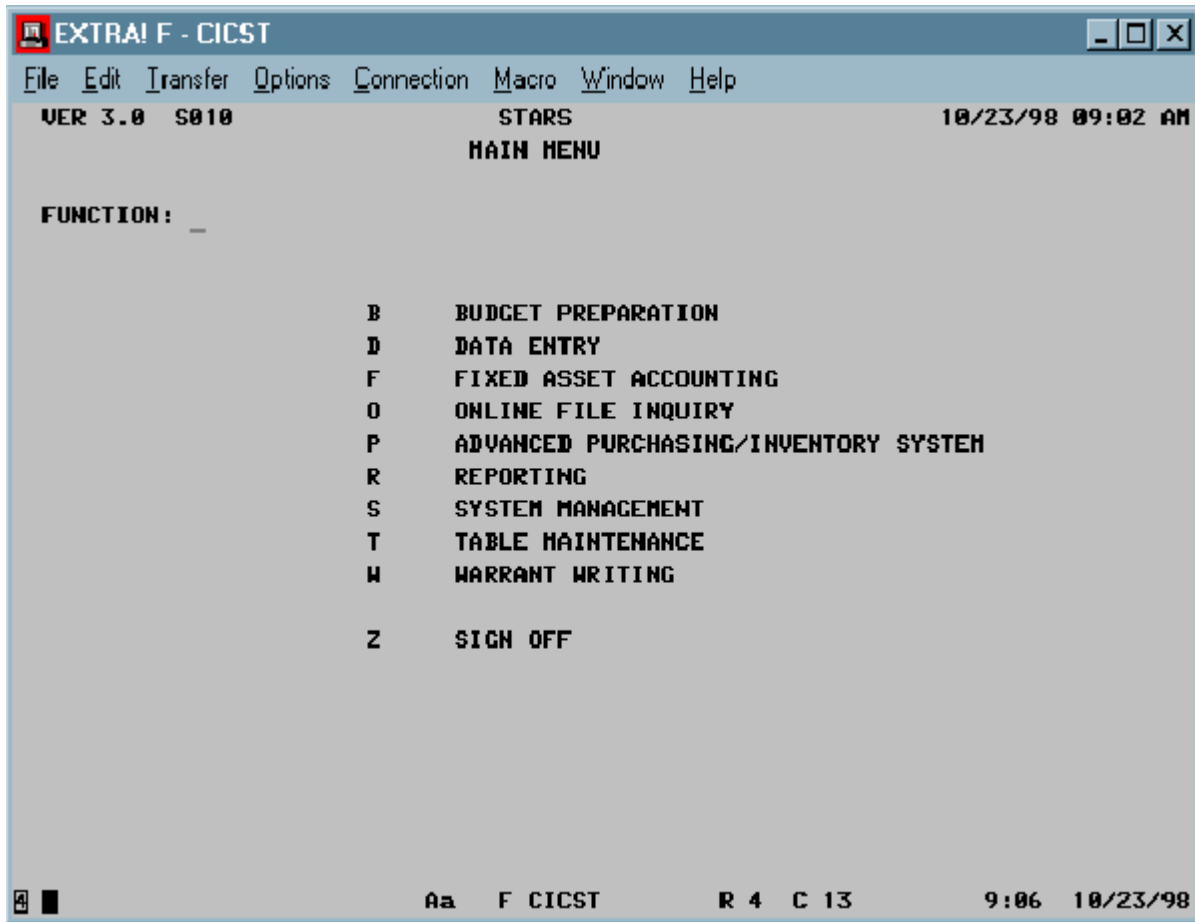 EXTRA! F - CICST
File Edit Transfer Options Connection Macro Window Help
VER 3.0 S010 STARS 10/23/98 09:02 AM
MAIN MENU
FUNCTION: _
B BUDGET PREPARATION
D DATA ENTRY
F FIXED ASSET ACCOUNTING
O ONLINE FILE INQUIRY
P ADVANCED PURCHASING/INVENTORY SYSTEM
R REPORTING
S SYSTEM MANAGEMENT
T TABLE MAINTENANCE
W WARRANT WRITING
Z SIGN OFF
4 Aa F CICST R 4 C 13 9:06 10/23/98